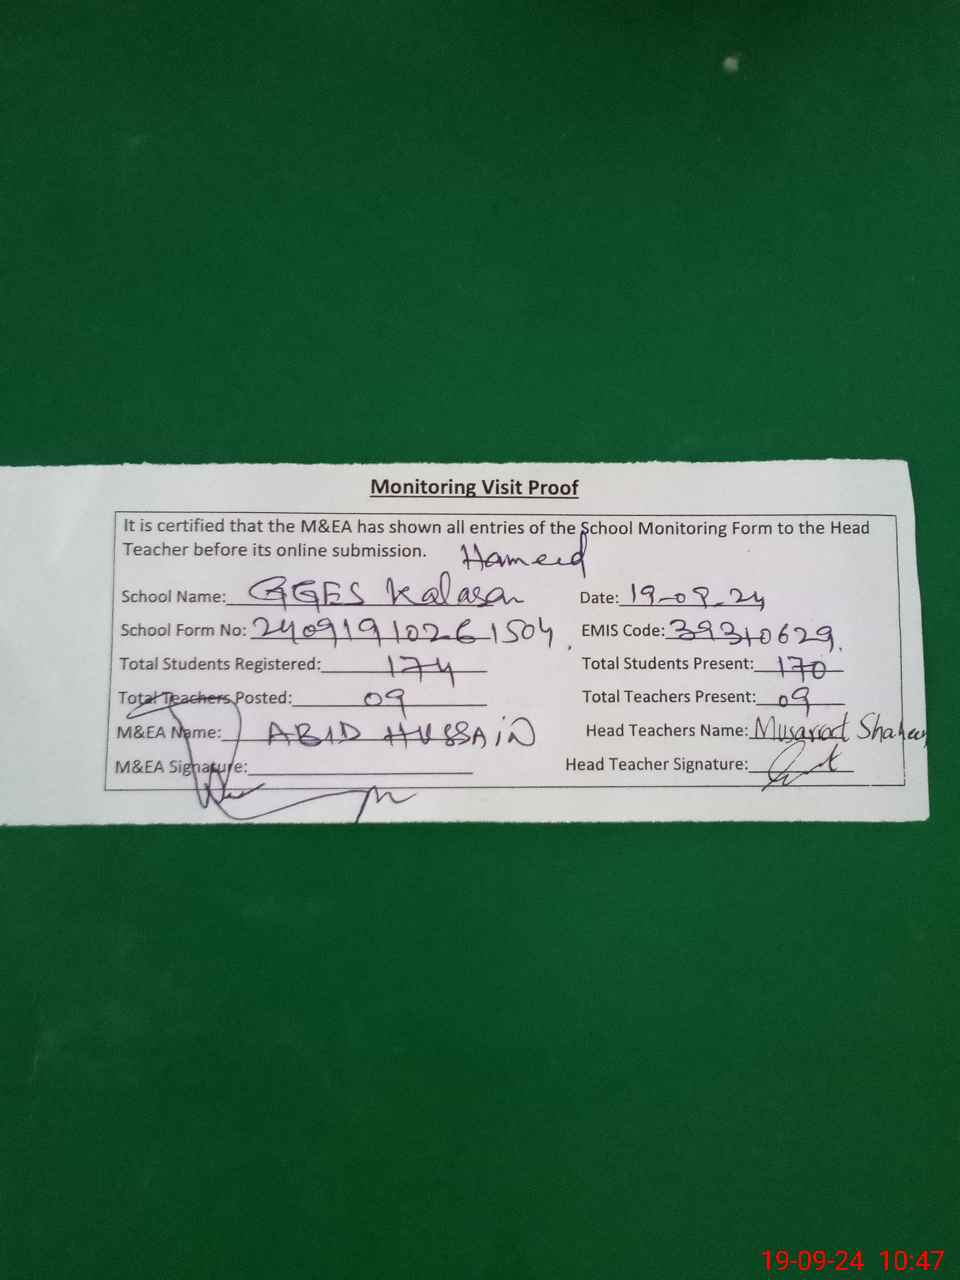 Monitoring Visit Proof
It is certified that the M&EA has shown all entries of the School Monitoring Form to the Head
Teacher before its online submission.
Hameed
School Name: GGES Kalasan Date: 19-09-24
School Form No: 2409191026 1504 EMIS Code: 39310629
Total Students Registered: 174 Total Students Present: 170
Total Teachers Posted: 09 Total Teachers Present: 09
M&EA Name: ABID HUSSAIN Head Teachers Name: Musarrat Shaheen
M&EA Signature: Head Teacher Signature:
19-09-24 10:47